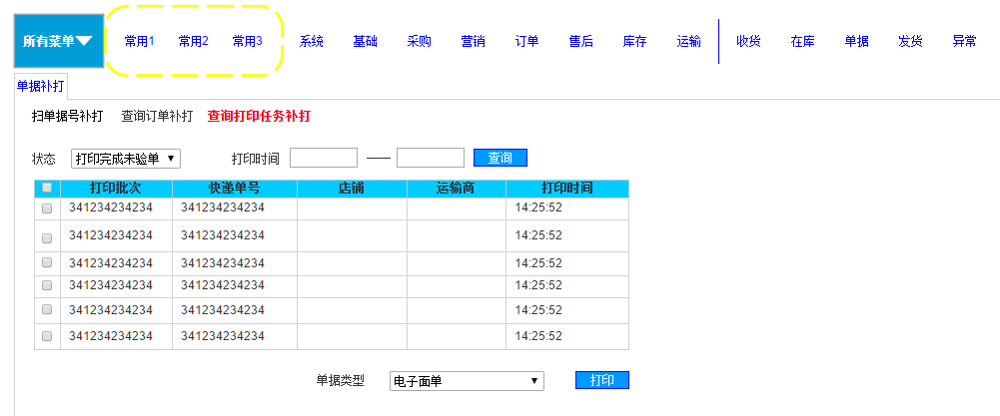 所有菜单 常用1 常用2 常用3 系统 基础 采购 营销 订单 售后 库存 运输 收货 在库 单据 发货 异常
单据补打
扫单据号补打 查询订单补打 查询打印任务补打
状态 打印完成未验单 打印时间 —— 查询
打印批次 快递单号 店铺 运输商 打印时间
341234234234 341234234234 14:25:52
341234234234 341234234234 14:25:52
341234234234 341234234234 14:25:52
341234234234 341234234234 14:25:52
341234234234 341234234234 14:25:52
341234234234 341234234234 14:25:52
单据类型 电子面单 打印